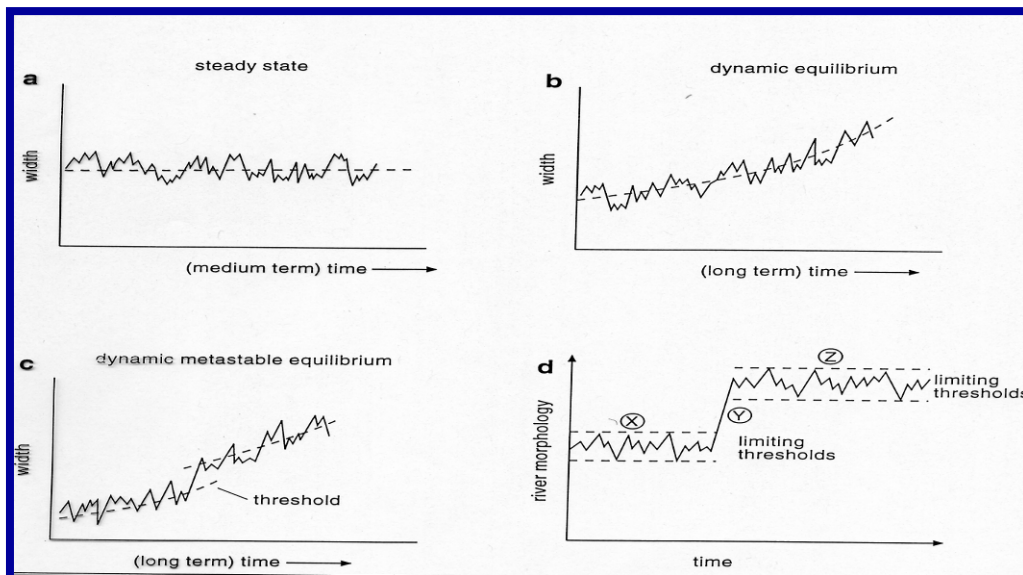 a
steady state
width
(medium term) time
b
dynamic equilibrium
width
(long term) time
c
dynamic metastable equilibrium
width
threshold
(long term) time
d
river morphology
X
Y
Z
limiting
thresholds
limiting
thresholds
time